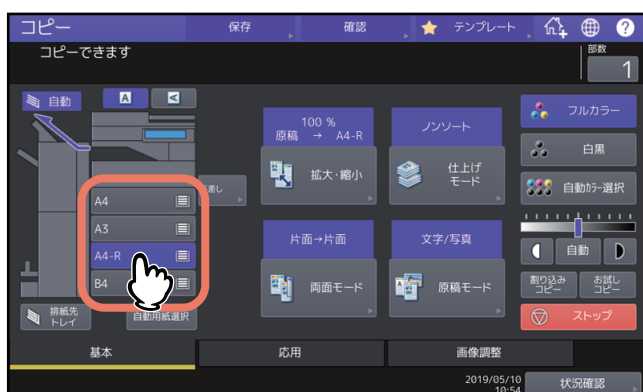 コピー
保存
確認
テンプレート
?
コピーできます
部数
1
自動
A
A
100 %
原稿 → A4-R
ノンソート
フルカラー
白黒
拡大・縮小
仕上げ
モード
自動カラー選択
A4
A3
A4-R
B4
片面→片面
文字/写真
自動
両面モード
原稿モード
割り込み
コピー
お試し
コピー
排紙先
トレイ
自動用紙選択
ストップ
基本
応用
画像調整
2019/05/10
10:54
状況確認